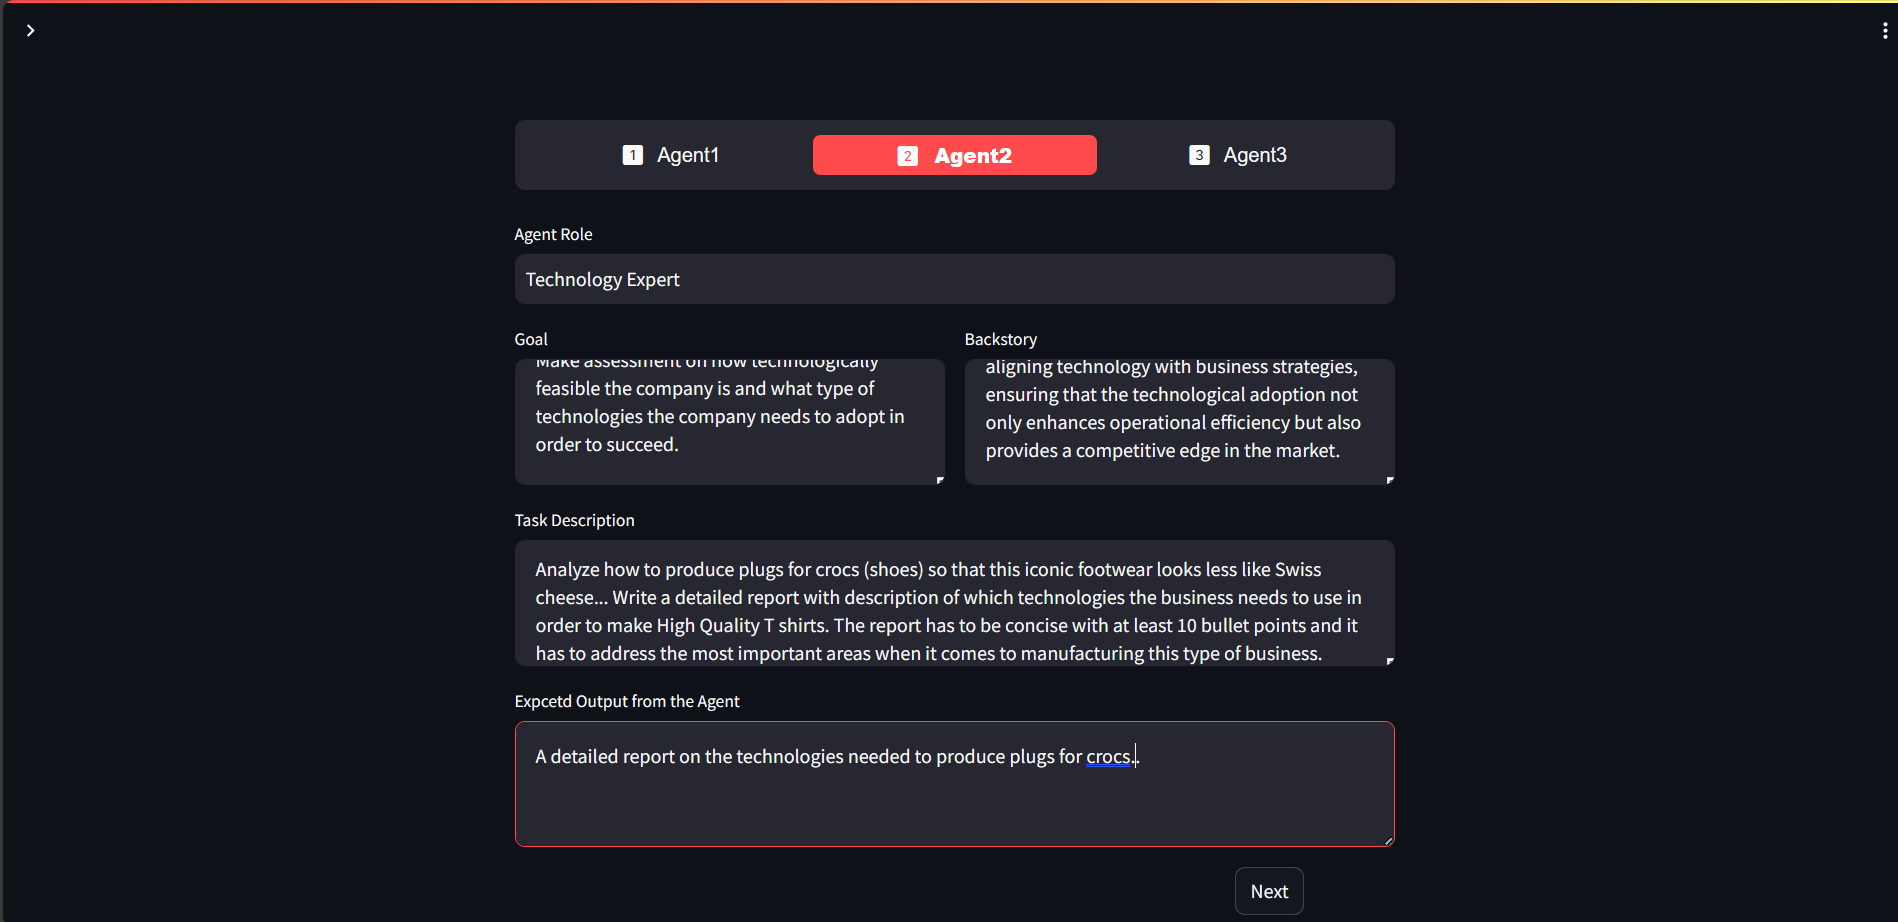 1 Agent1 2 Agent2 3 Agent3
Agent Role
Technology Expert
Goal Backstory
Make assessment on how technologically
feasible the company is and what type of
technologies the company needs to adopt in
order to succeed.
aligning technology with business strategies,
ensuring that the technological adoption not
only enhances operational efficiency but also
provides a competitive edge in the market.
Task Description
Analyze how to produce plugs for crocs (shoes) so that this iconic footwear looks less like Swiss
cheese... Write a detailed report with description of which technologies the business needs to use in
order to make High Quality T shirts. The report has to be concise with at least 10 bullet points and it
has to address the most important areas when it comes to manufacturing this type of business.
Expcetd Output from the Agent
A detailed report on the technologies needed to produce plugs for crocs..
Next